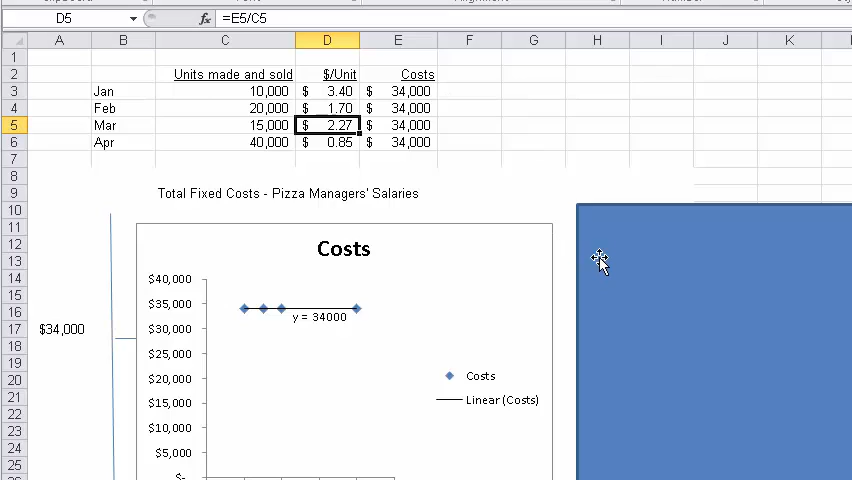 D5 fx =E5/C5
A B C D E F G H I J K
1
2 Units made and sold $/Unit Costs
3 Jan 10,000 $ 3.40 $ 34,000
4 Feb 20,000 $ 1.70 $ 34,000
5 Mar 15,000 $ 2.27 $ 34,000
6 Apr 40,000 $ 0.85 $ 34,000
7
8
9 Total Fixed Costs - Pizza Managers' Salaries
10
11
12 Costs
13
14 $40,000
15 $35,000
16 y = 34000
17 $34,000 $30,000
18 $25,000
19
20 $20,000 Costs
21 $15,000 Linear (Costs)
22
23 $10,000
24 $5,000
25 $-